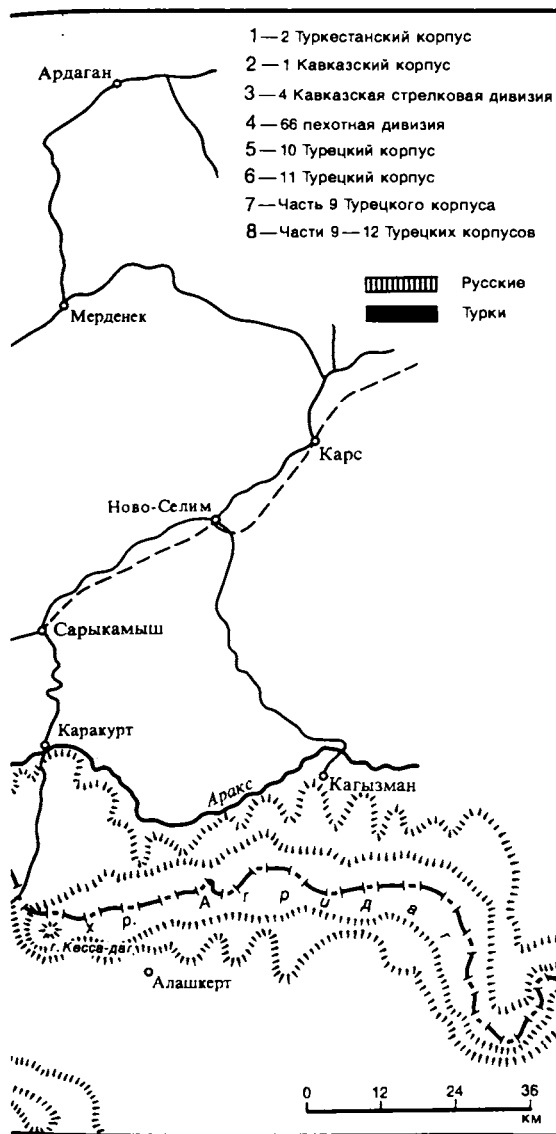 1—2 Туркестанский корпус
2—1 Кавказский корпус
3—4 Кавказская стрелковая дивизия
4—66 пехотная дивизия
5—10 Турецкий корпус
6—11 Турецкий корпус
7—Часть 9 Турецкого корпуса
8—Части 9—12 Турецких корпусов
Русские
Турки
Ардаган
Мерденек
Карс
Ново-Селим
Сарыкамыш
Каракурт
Аракс
Кагызман
хр. Агридаг
г. Кесса-даг
Алашкерт
0 12 24 36
км